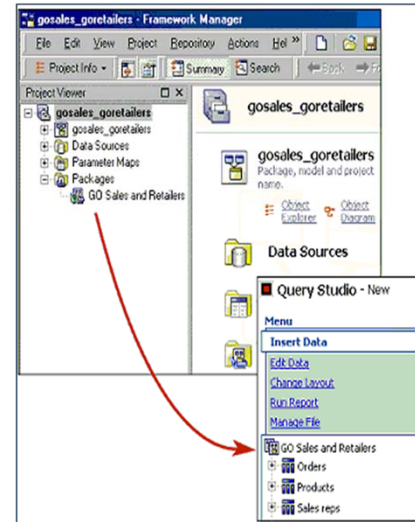 gosales_goretailers - Framework Manager
File Edit View Project Repository Actions Hel »
Project Info Summary Search Back
Project Viewer
gosales_goretailers
gosales_goretailers
Data Sources
Parameter Maps
Packages
GO Sales and Retailers
gosales_goretailers
gosales_goretailers
Package, model and project
name.
Object Explorer
Object Diagram
Data Sources
Query Studio - New
Menu
Insert Data
Edit Data
Change Layout
Run Report
Manage File
GO Sales and Retailers
Orders
Products
Sales reps